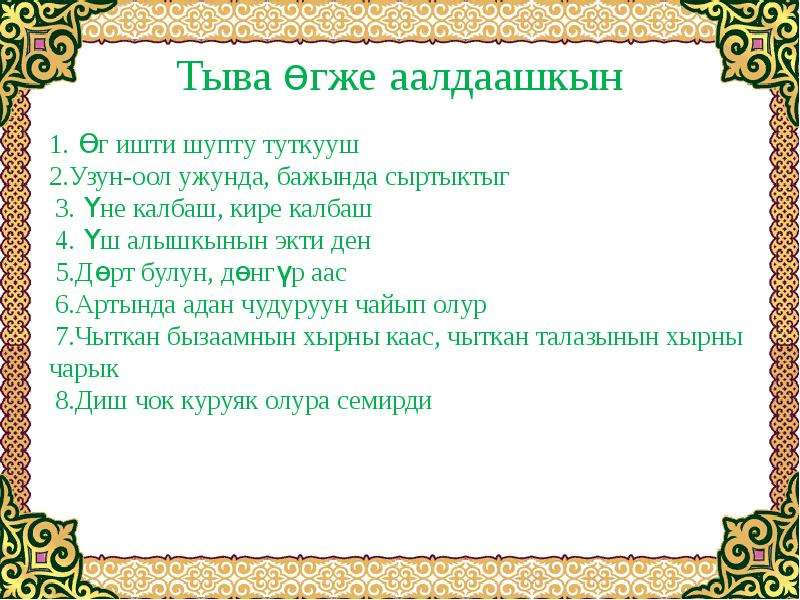 Тыва өгже аалдаашкын
1. Өг ишти шупту туткууш
2.Узун-оол ужунда, бажында сыртыктыг
3. Үне калбаш, кире калбаш
4. Үш алышкынын экти ден
5.Дөрт булун, дөнгүр аас
6.Артында адан чудуруун чайып олур
7.Чыткан бызаамнын хырны каас, чыткан талазынын хырны
чарык
8.Диш чок куруяк олура семирди